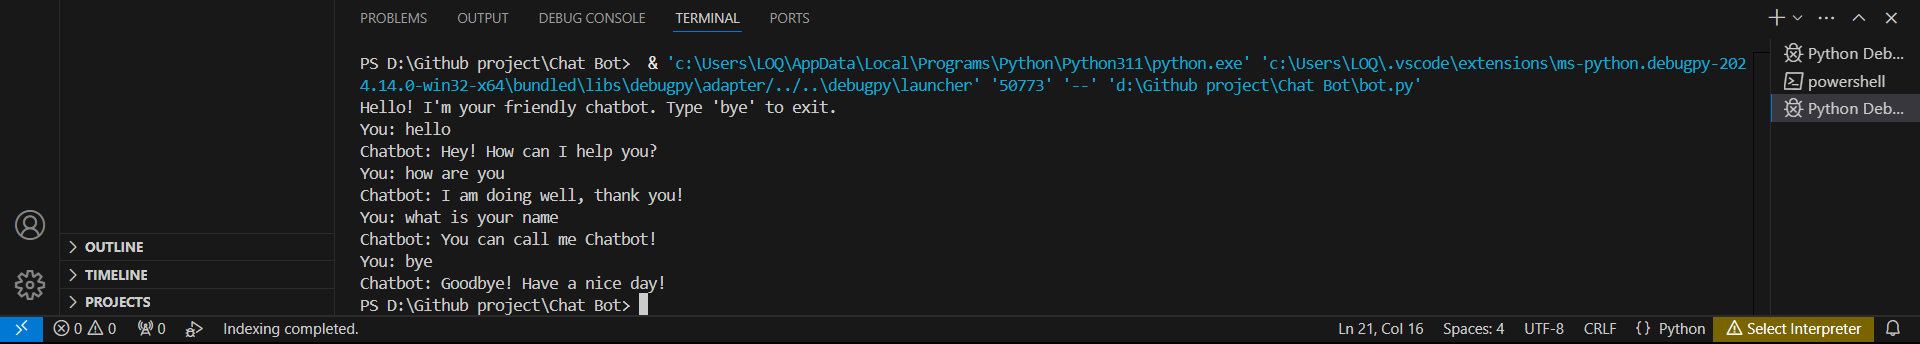 PROBLEMS OUTPUT DEBUG CONSOLE TERMINAL PORTS
PS D:\Github project\Chat Bot>  & 'c:\Users\LOQ\AppData\Local\Programs\Python\Python311\python.exe' 'c:\Users\LOQ\.vscode\extensions\ms-python.debugpy-202
4.14.0-win32-x64\bundled\libs\debugpy\adapter/../..\debugpy\launcher' '50773' '--' 'd:\Github project\Chat Bot\bot.py'
Hello! I'm your friendly chatbot. Type 'bye' to exit.
You: hello
Chatbot: Hey! How can I help you?
You: how are you
Chatbot: I am doing well, thank you!
You: what is your name
Chatbot: You can call me Chatbot!
You: bye
Chatbot: Goodbye! Have a nice day!
PS D:\Github project\Chat Bot>
Python Deb...
powershell
Python Deb...
OUTLINE
TIMELINE
PROJECTS
0 0 0 Indexing completed. Ln 21, Col 16 Spaces: 4 UTF-8 CRLF {} Python Select Interpreter